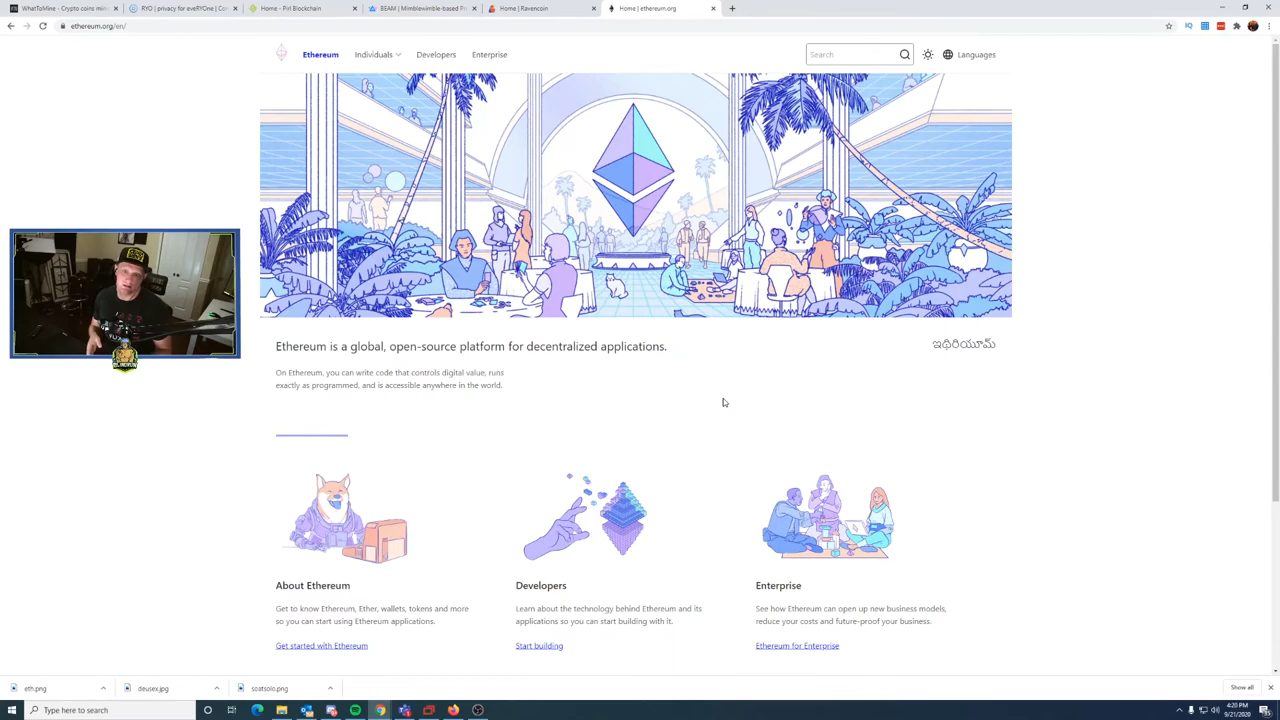 WhatToMine - Crypto coins mini
RYO | privacy for eveRYOne | Con
Home - Pirl Blockchain
BEAM | Mimblewimble-based P
Home | Ravencoin
Home | ethereum.org
ethereum.org/en/
Ethereum
Individuals
Developers
Enterprise
Search
Languages
Ethereum is a global, open-source platform for decentralized applications.
ఇథిరియూమ్
On Ethereum, you can write code that controls digital value, runs
exactly as programmed, and is accessible anywhere in the world.
About Ethereum
Get to know Ethereum, Ether, wallets, tokens and more
so you can start using Ethereum applications.
Get started with Ethereum
Developers
Learn about the technology behind Ethereum and its
applications so you can start building with it.
Start building
Enterprise
See how Ethereum can open up new business models,
reduce your costs and future-proof your business.
Ethereum for Enterprise
eth.png
deusex.jpg
soatsolo.png
Show all
Type here to search
4:20 PM
9/21/2020